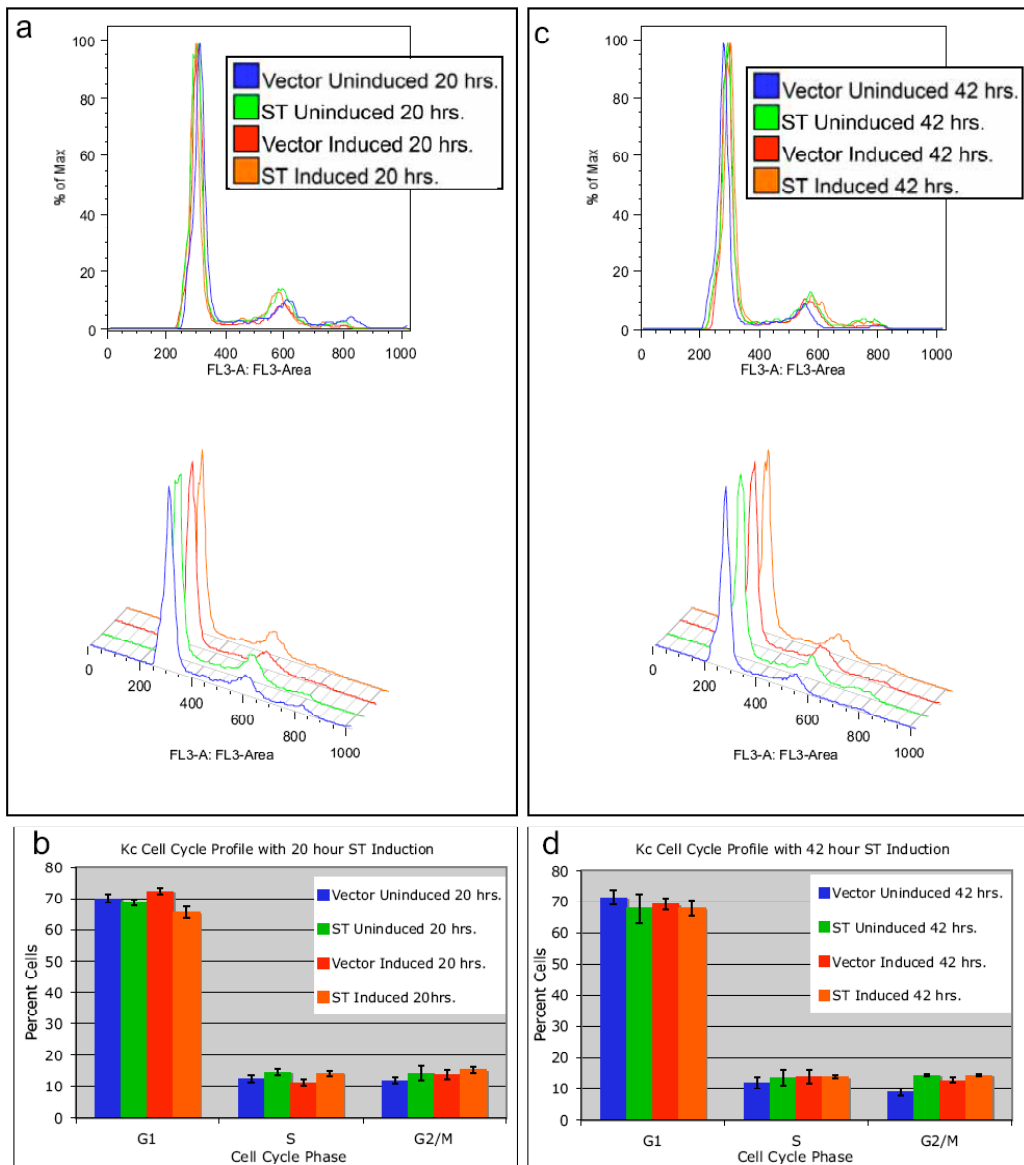 a
100
80
60
40
20
0
% of Max
Vector Uninduced 20 hrs.
ST Uninduced 20 hrs.
Vector Induced 20 hrs.
ST Induced 20 hrs.
0 200 400 600 800 1000
FL3-A: FL3-Area
0 200 400 600 800 1000
FL3-A: FL3-Area
c
100
80
60
40
20
0
% of Max
Vector Uninduced 42 hrs.
ST Uninduced 42 hrs.
Vector Induced 42 hrs.
ST Induced 42 hrs.
0 200 400 600 800 1000
FL3-A: FL3-Area
0 200 400 600 800 1000
FL3-A: FL3-Area
b
Kc Cell Cycle Profile with 20 hour ST Induction
80
70
60
50
40
30
20
10
0
Percent Cells
Vector Uninduced 20 hrs.
ST Uninduced 20 hrs.
Vector Induced 20 hrs.
ST Induced 20hrs.
G1 S G2/M
Cell Cycle Phase
d
Kc Cell Cycle Profile with 42 hour ST Induction
80
70
60
50
40
30
20
10
0
Percent Cells
Vector Uninduced 42 hrs.
ST Uninduced 42 hrs.
Vector Induced 42 hrs.
ST Induced 42 hrs.
G1 S G2/M
Cell Cycle Phase